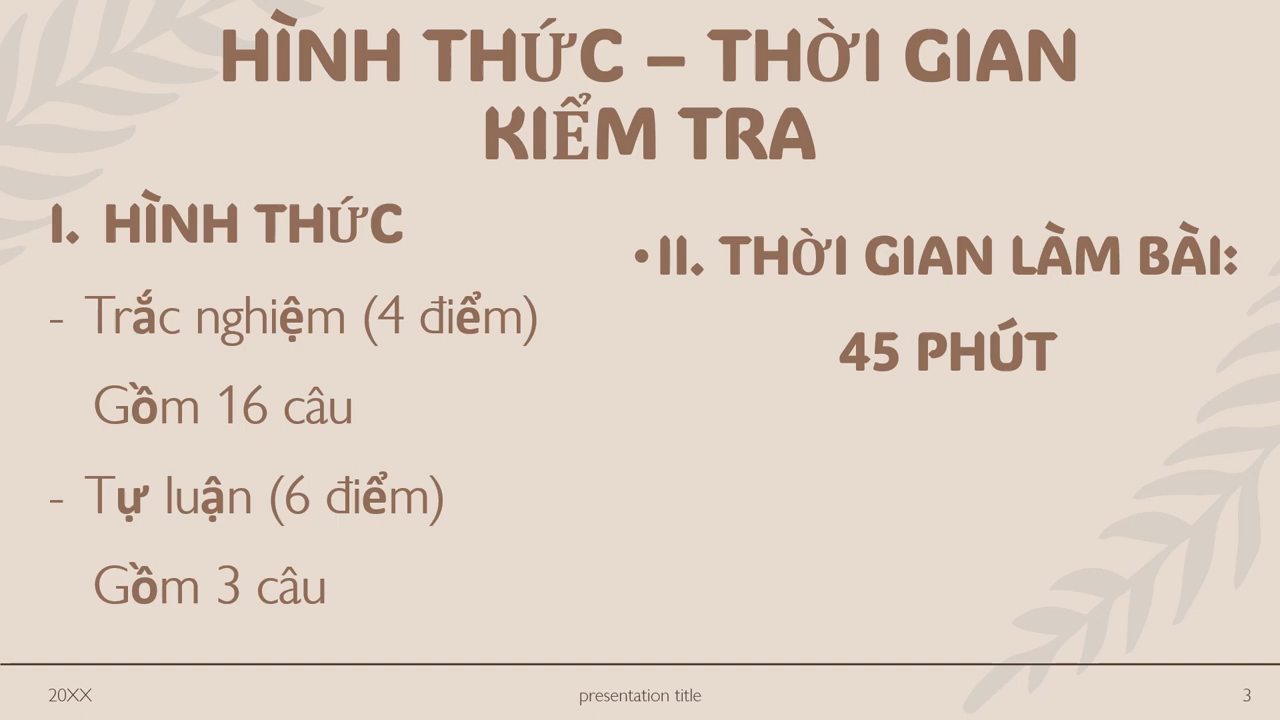 HÌNH THỨC – THỜI GIAN
KIỂM TRA
I. HÌNH THỨC
- Trắc nghiệm (4 điểm)
Gồm 16 câu
- Tự luận (6 điểm)
Gồm 3 câu
• II. THỜI GIAN LÀM BÀI:
45 PHÚT
20XX
presentation title
3